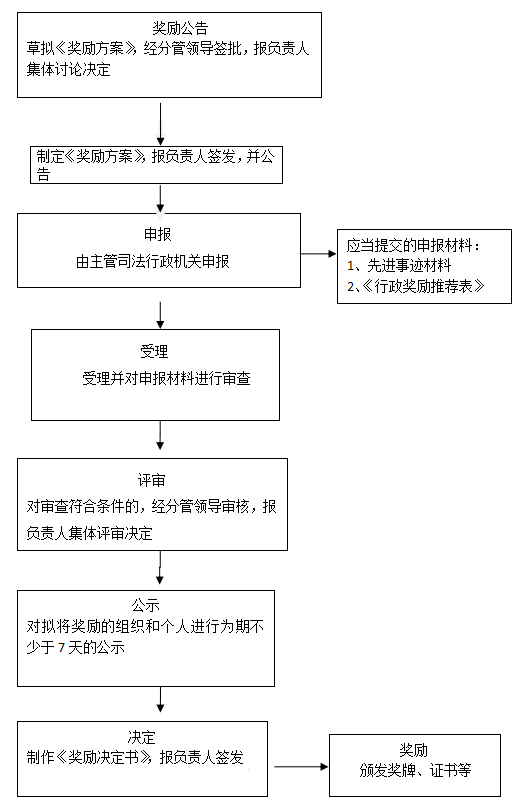 奖励公告
草拟《奖励方案》，经分管领导签批，报负责人
集体讨论决定
制定《奖励方案》，报负责人签发，并公
告
申报
由主管司法行政机关申报
应当提交的申报材料：
1、先进事迹材料
2、《行政奖励推荐表》
受理
受理并对申报材料进行审查
评审
对审查符合条件的，经分管领导审核，报
负责人集体评审决定
公示
对拟将奖励的组织和个人进行为期不
少于7天的公示
决定
制作《奖励决定书》，报负责人签发
奖励
颁发奖牌、证书等